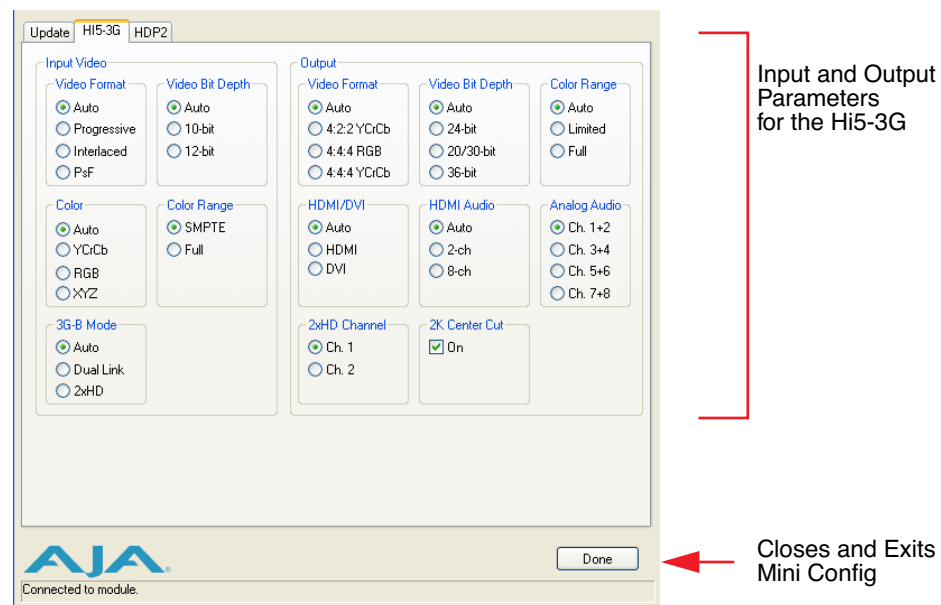 Update HI5-3G HDP2
Input Video
Video Format
Auto
Progressive
Interlaced
PsF
Video Bit Depth
Auto
10-bit
12-bit
Color
Auto
YCrCb
RGB
XYZ
Color Range
SMPTE
Full
3G-B Mode
Auto
Dual Link
2xHD
Output
Video Format
Auto
4:2:2 YCrCb
4:4:4 RGB
4:4:4 YCrCb
Video Bit Depth
Auto
24-bit
20/30-bit
36-bit
Color Range
Auto
Limited
Full
HDMI/DVI
Auto
HDMI
DVI
HDMI Audio
Auto
2-ch
8-ch
Analog Audio
Ch. 1+2
Ch. 3+4
Ch. 5+6
Ch. 7+8
2xHD Channel
Ch. 1
Ch. 2
2K Center Cut
On
Input and Output
Parameters
for the Hi5-3G
AJA
Done
Closes and Exits
Mini Config
Connected to module.